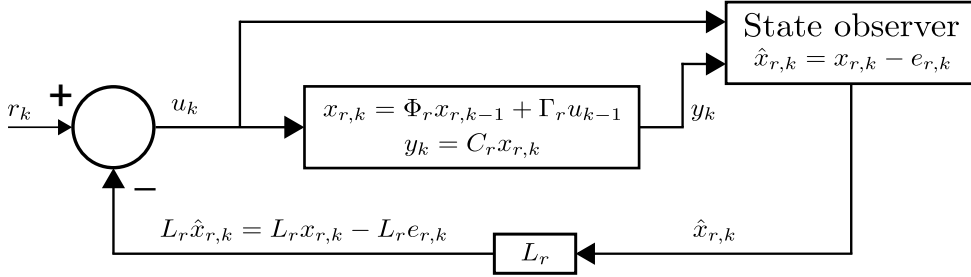 State observer
x̂_{r,k} = x_{r,k} − e_{r,k}
+
r_k
u_k
x_{r,k} = Φ_r x_{r,k−1} + Γ_r u_{k−1}
y_k = C_r x_{r,k}
y_k
−
L_r x̂_{r,k} = L_r x_{r,k} − L_r e_{r,k}
L_r
x̂_{r,k}